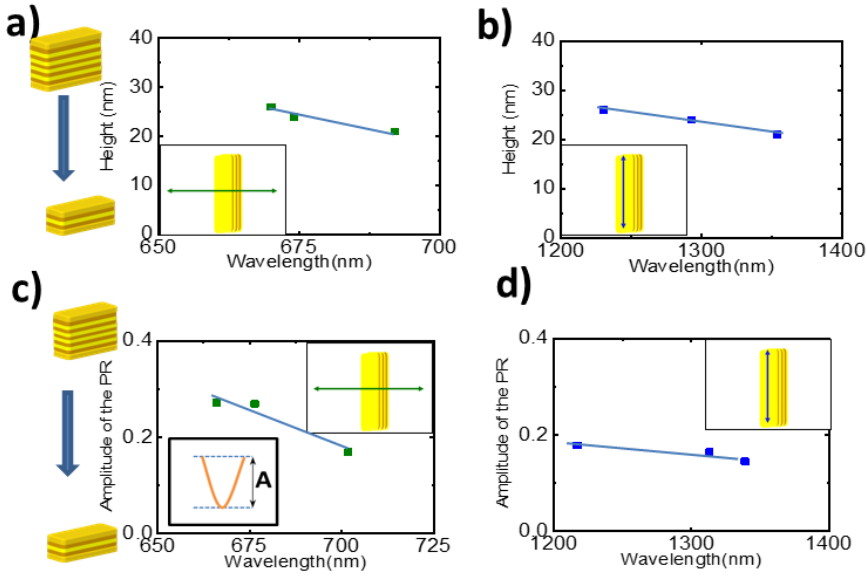 a)
Height (nm)
40
30
20
10
0
650
675
700
Wavelength(nm)
b)
Height (nm)
40
30
20
10
0
1200
1300
1400
Wavelength(nm)
c)
Amplitude of the PR
0.4
0.2
0.0
A
650
675
700
725
Wavelength(nm)
d)
Amplitude of the PR
0.4
0.2
0.0
1200
1300
1400
Wavelength(nm)